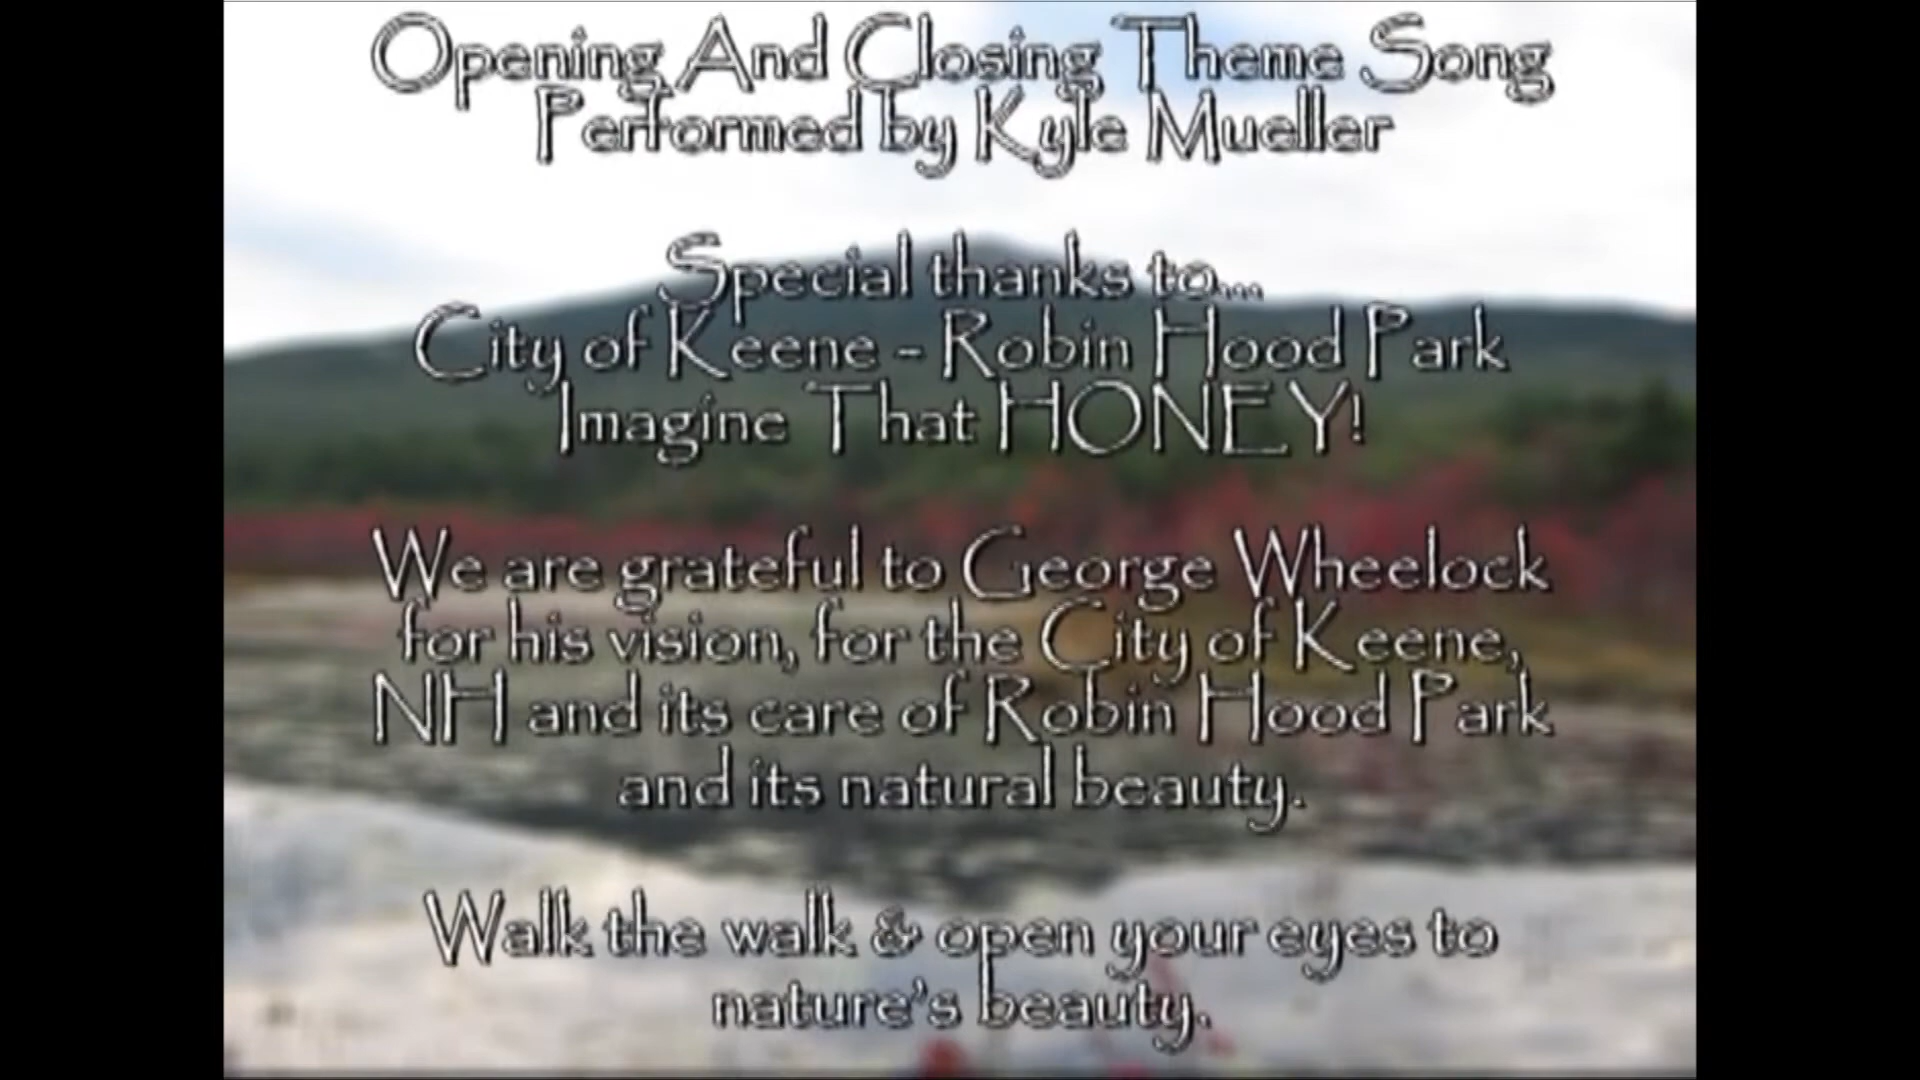 Opening And Closing Theme Song
Performed by Kyle Mueller
Special thanks to...
City of Keene - Robin Hood Park
Imagine That HONEY!
We are grateful to George Wheelock
for his vision, for the City of Keene,
NH and its care of Robin Hood Park
and its natural beauty.
Walk the walk & open your eyes to
nature's beauty.